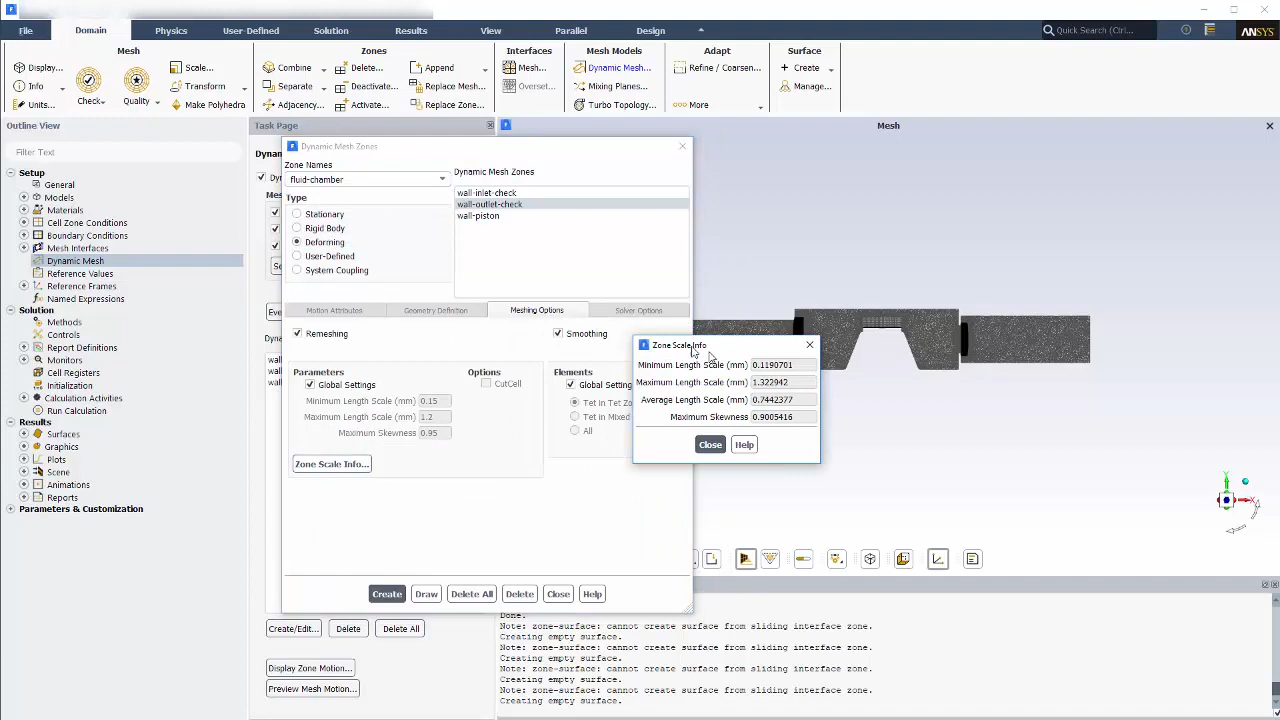 File Domain Physics User-Defined Solution Results View Parallel Design Quick Search (Ctrl... ANSYS
Mesh Zones Interfaces Mesh Models Adapt Surface
Display... Scale... Combine Delete... Append Mesh... Dynamic Mesh... Refine / Coarsen... Create
Info Check Quality Transform Separate Deactivate... Replace Mesh... Overset... Mixing Planes... Manage...
Units... Make Polyhedra Adjacency... Activate... Replace Zone... Turbo Topology... More
Outline View
Filter Text
Setup
General
Models
Materials
Cell Zone Conditions
Boundary Conditions
Mesh Interfaces
Dynamic Mesh
Reference Values
Reference Frames
Named Expressions
Solution
Methods
Controls
Report Definitions
Monitors
Cell Registers
Initialization
Calculation Activities
Run Calculation
Results
Surfaces
Graphics
Plots
Scene
Animations
Reports
Parameters & Customization
Task Page
Create/Edit... Delete Delete All
Display Zone Motion...
Preview Mesh Motion...
Dynamic Mesh Zones
Zone Names
fluid-chamber
Type
Stationary
Rigid Body
Deforming
User-Defined
System Coupling
Dynamic Mesh Zones
wall-inlet-check
wall-outlet-check
wall-piston
Motion Attributes Geometry Definition Meshing Options Solver Options
Remeshing Smoothing
Parameters Options Elements
Global Settings CutCell
Minimum Length Scale (mm) 0.15
Maximum Length Scale (mm) 1.2
Maximum Skewness 0.95
Zone Scale Info...
All
Create Draw Delete All Delete Close Help
Zone Scale Info
Minimum Length Scale (mm) 0.1190701
Maximum Length Scale (mm) 1.322942
Average Length Scale (mm) 0.7442377
Maximum Skewness 0.9005416
Close Help
Mesh
Y
X
Done.
Note: zone-surface: cannot create surface from sliding interface zone.
Creating empty surface.
Note: zone-surface: cannot create surface from sliding interface zone.
Creating empty surface.
Note: zone-surface: cannot create surface from sliding interface zone.
Creating empty surface.
Note: zone-surface: cannot create surface from sliding interface zone.
Creating empty surface.